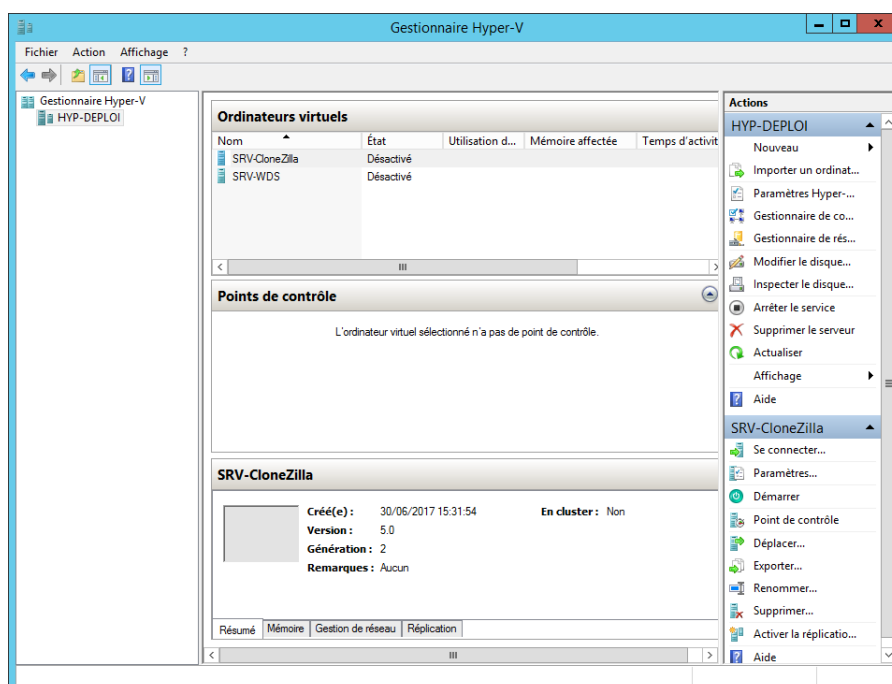 Gestionnaire Hyper-V
Fichier Action Affichage ?
Gestionnaire Hyper-V
HYP-DEPLOI
Ordinateurs virtuels
Nom État Utilisation d... Mémoire affectée Temps d'activit
SRV-CloneZilla Désactivé
SRV-WDS Désactivé
Points de contrôle
L'ordinateur virtuel sélectionné n'a pas de point de contrôle.
SRV-CloneZilla
Créé(e) : 30/06/2017 15:31:54 En cluster : Non
Version : 5.0
Génération : 2
Remarques : Aucun
Résumé Mémoire Gestion de réseau Réplication
Actions
HYP-DEPLOI
Nouveau
Importer un ordinat...
Paramètres Hyper-...
Gestionnaire de co...
Gestionnaire de rés...
Modifier le disque...
Inspecter le disque...
Arrêter le service
Supprimer le serveur
Actualiser
Affichage
Aide
SRV-CloneZilla
Se connecter...
Paramètres...
Démarrer
Point de contrôle
Déplacer...
Exporter...
Renommer...
Supprimer...
Activer la réplicatio...
Aide